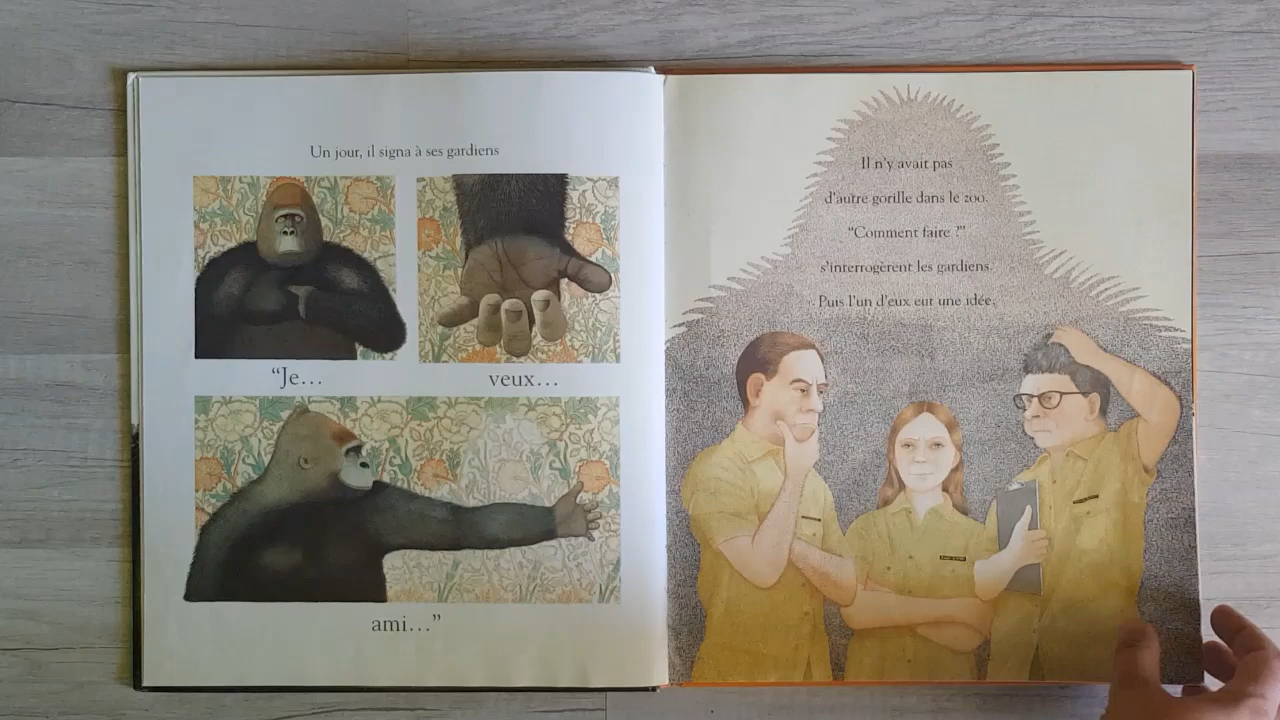 Un jour, il signa à ses gardiens
“Je...
veux...
ami...”
Il n'y avait pas
d'autre gorille dans le zoo.
“Comment faire ?”
s'interrogèrent les gardiens.
Puis l'un d'eux eut une idée.